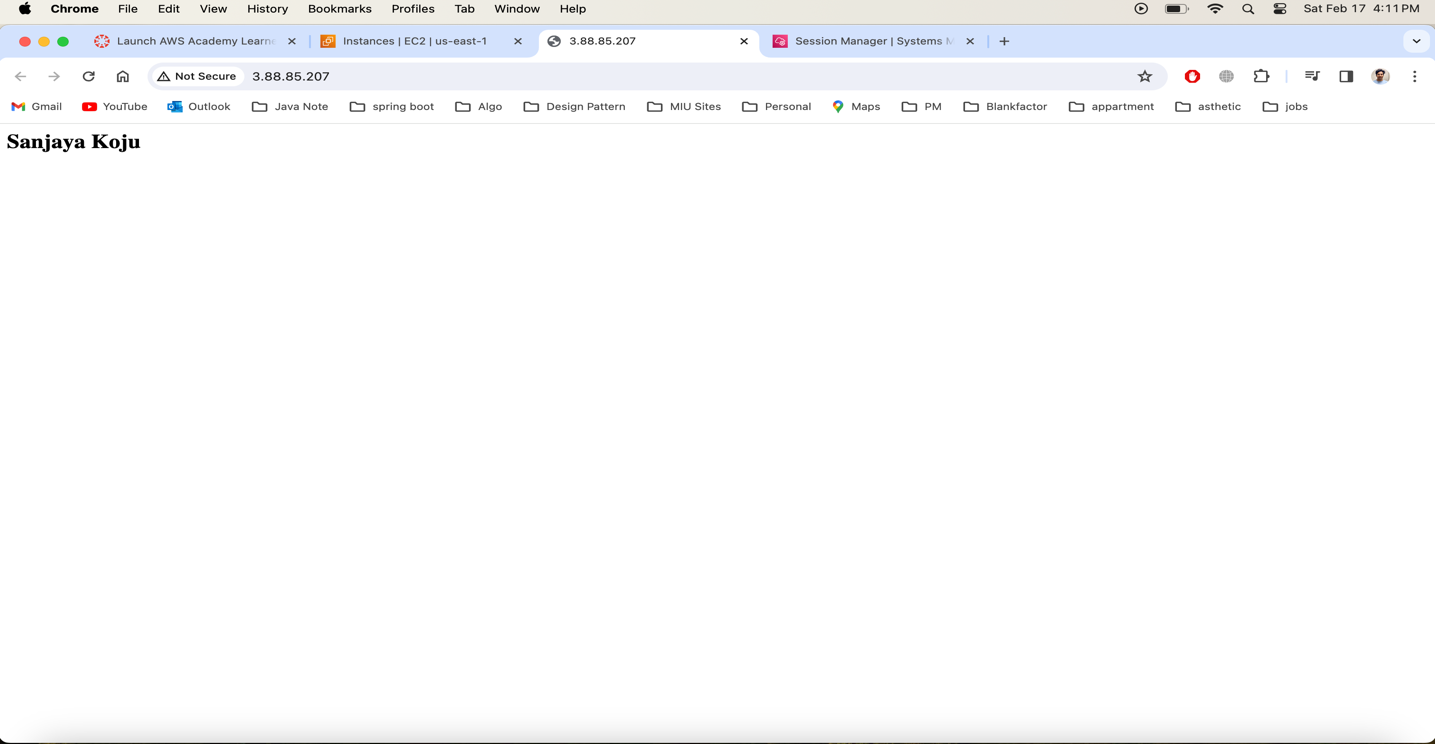 Chrome File Edit View History Bookmarks Profiles Tab Window Help Sat Feb 17 4:11 PM
Launch AWS Academy Learne Instances | EC2 | us-east-1 3.88.85.207 Session Manager | Systems M
Not Secure 3.88.85.207
Gmail YouTube Outlook Java Note spring boot Algo Design Pattern MIU Sites Personal Maps PM Blankfactor appartment asthetic jobs
Sanjaya Koju